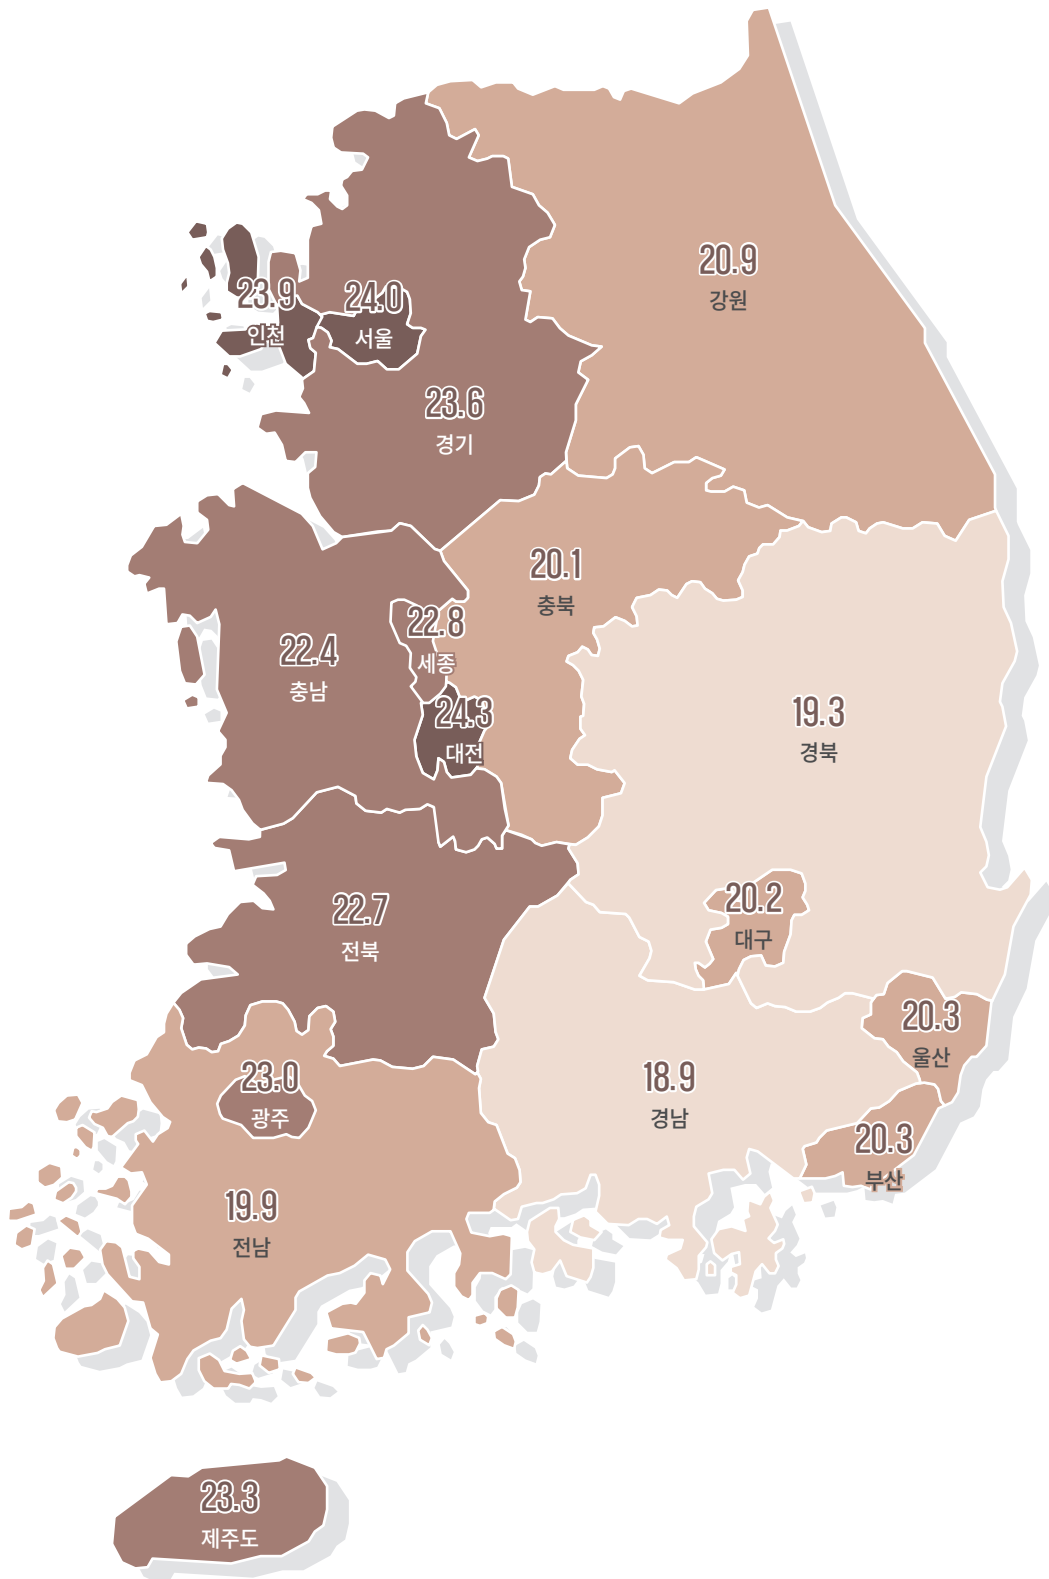 20.9
강원
23.9
인천
24.0
서울
23.6
경기
20.1
충북
22.8
세종
22.4
충남
24.3
대전
19.3
경북
20.2
대구
22.7
전북
20.3
울산
23.0
광주
18.9
경남
20.3
부산
19.9
전남
23.3
제주도